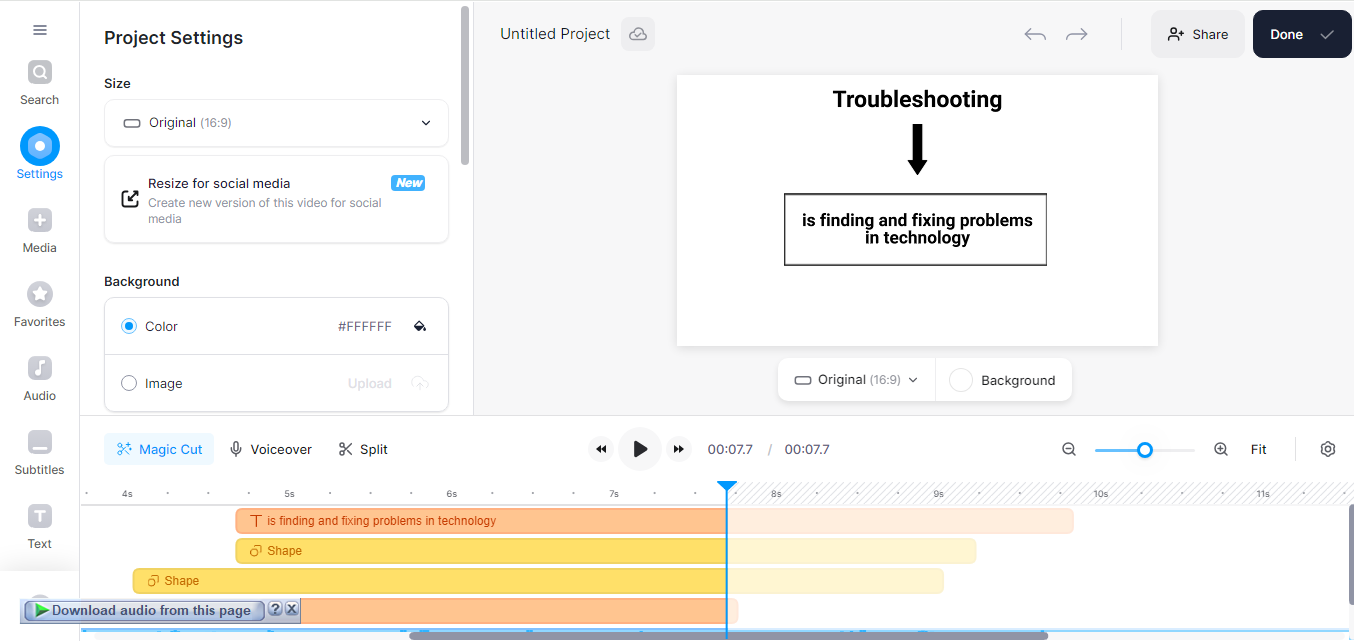 Project Settings
Size
Original (16:9)
Resize for social media
New
Create new version of this video for social
media
Background
Color
#FFFFFF
Image
Upload
Search
Settings
Media
Favorites
Audio
Subtitles
Text
Untitled Project
Share
Done
Troubleshooting
is finding and fixing problems
in technology
Original (16:9)
Background
Magic Cut
Voiceover
Split
00:07.7 / 00:07.7
Fit
4s 5s 6s 7s 8s 9s 10s 11s
is finding and fixing problems in technology
Shape
Shape
Download audio from this page ? X